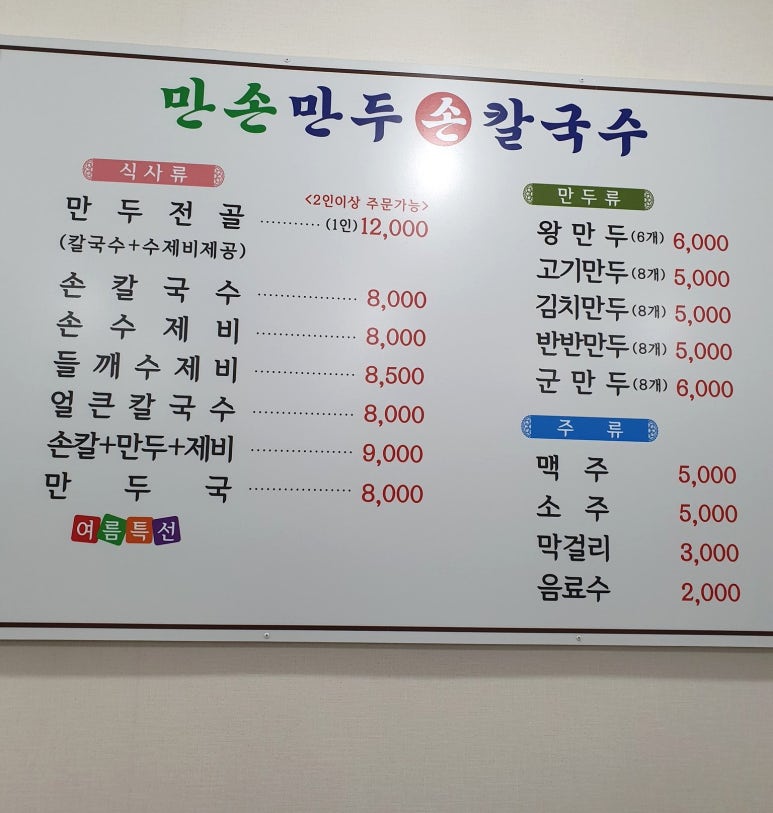 만손만두 손칼국수
식사류
<2인이상 주문가능>
만두전골 ··········· (1인) 12,000
(칼국수+수제비제공)
손칼국수 ·················· 8,000
손수제비 ·················· 8,000
들깨수제비 ·················· 8,500
얼큰칼국수 ·················· 8,000
손칼+만두+제비 ·················· 9,000
만두국 ·················· 8,000
여름특선
만두류
왕만두(6개) 6,000
고기만두(8개) 5,000
김치만두(8개) 5,000
반반만두(8개) 5,000
군만두(8개) 6,000
주류
맥주 5,000
소주 5,000
막걸리 3,000
음료수 2,000